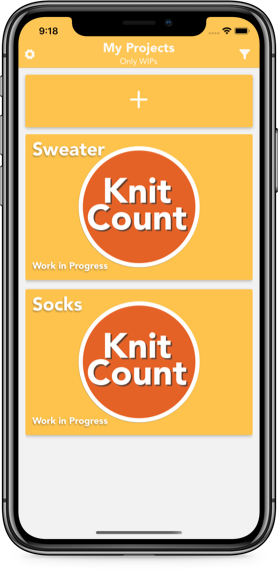 9:18
My Projects
Only WIPs
Sweater
Knit
Count
Work in Progress
Socks
Knit
Count
Work in Progress